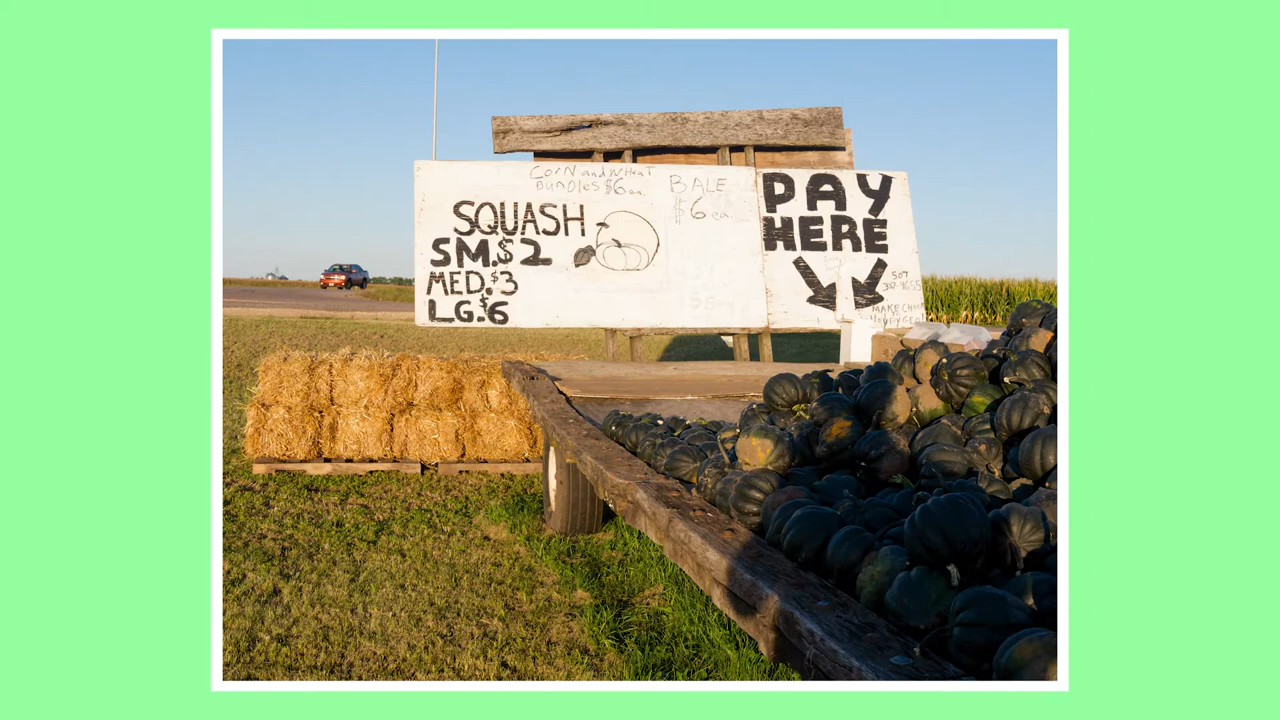 CORN and WHEAT
BUNDLES $6 ea.
BALE
$6 ea.
SQUASH
SM. $2
MED. $3
LG. $6
PAY
HERE
507
MAKE